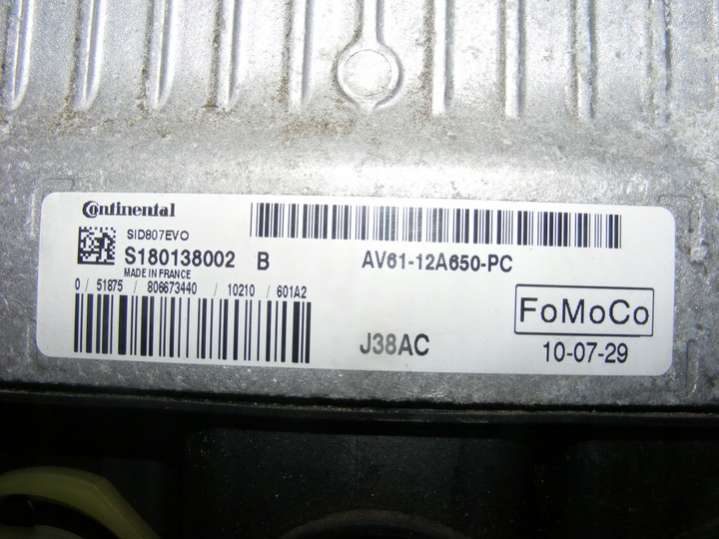 Continental
SID807EVO
S180138002 B
MADE IN FRANCE
0 / 51875 / 806673440 / 10210 / 601A2
AV61-12A650-PC
FoMoCo
J38AC
10-07-29